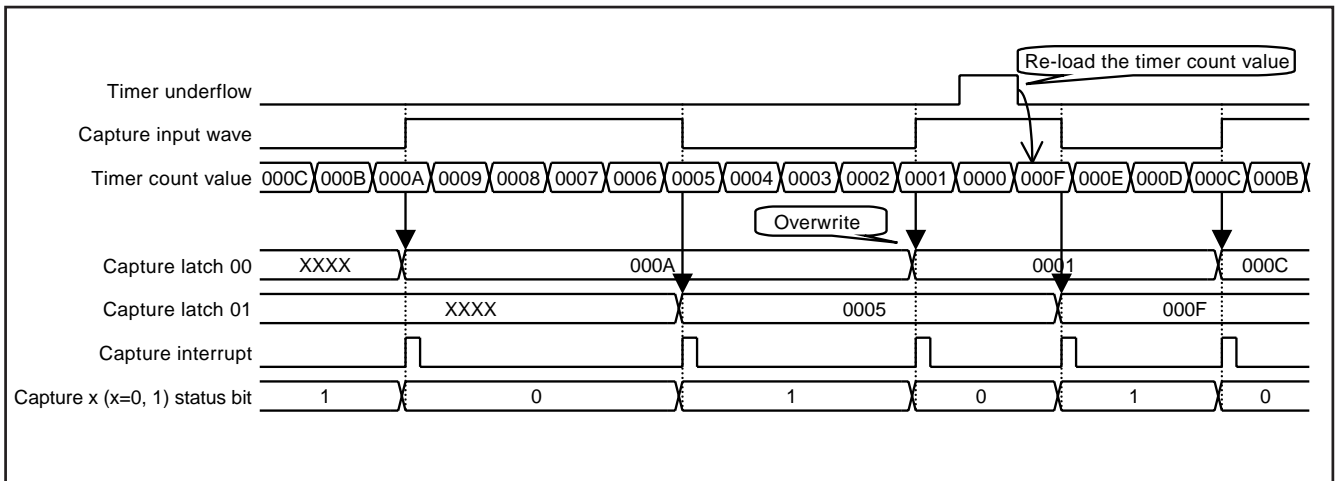 Re-load the timer count value
Timer underflow
Capture input wave
Timer count value 000C 000B 000A 0009 0008 0007 0006 0005 0004 0003 0002 0001 0000 000F 000E 000D 000C 000B
Overwrite
Capture latch 00 XXXX 000A 0001 000C
Capture latch 01 XXXX 0005 000F
Capture interrupt
Capture x (x=0, 1) status bit 1 0 1 0 1 0